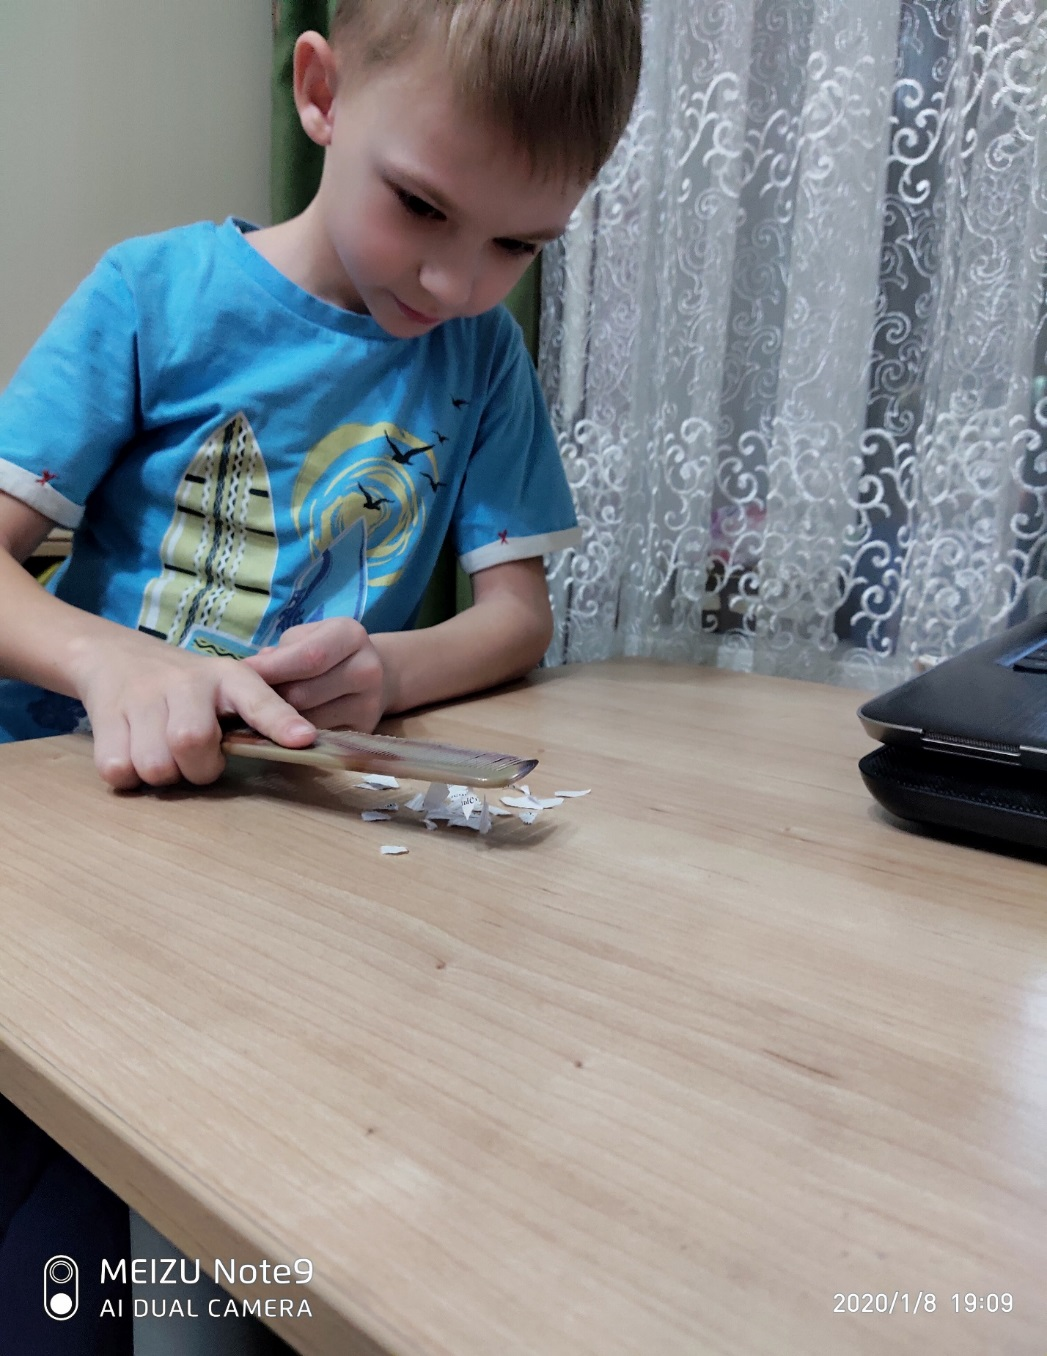 MEIZU Note9
AI DUAL CAMERA
2020/1/8 19:09